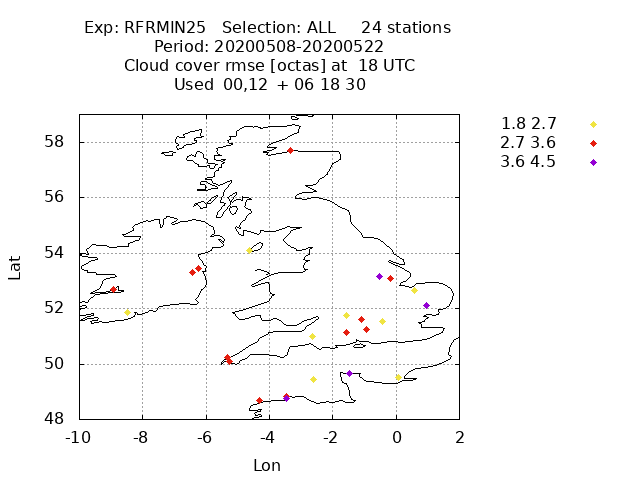 Exp: RFRMIN25 Selection: ALL 24 stations
Period: 20200508-20200522
Cloud cover rmse [octas] at 18 UTC
Used 00,12 + 06 18 30
1.8 2.7
2.7 3.6
3.6 4.5
58
56
54
52
50
48
Lat
-10 -8 -6 -4 -2 0 2
Lon